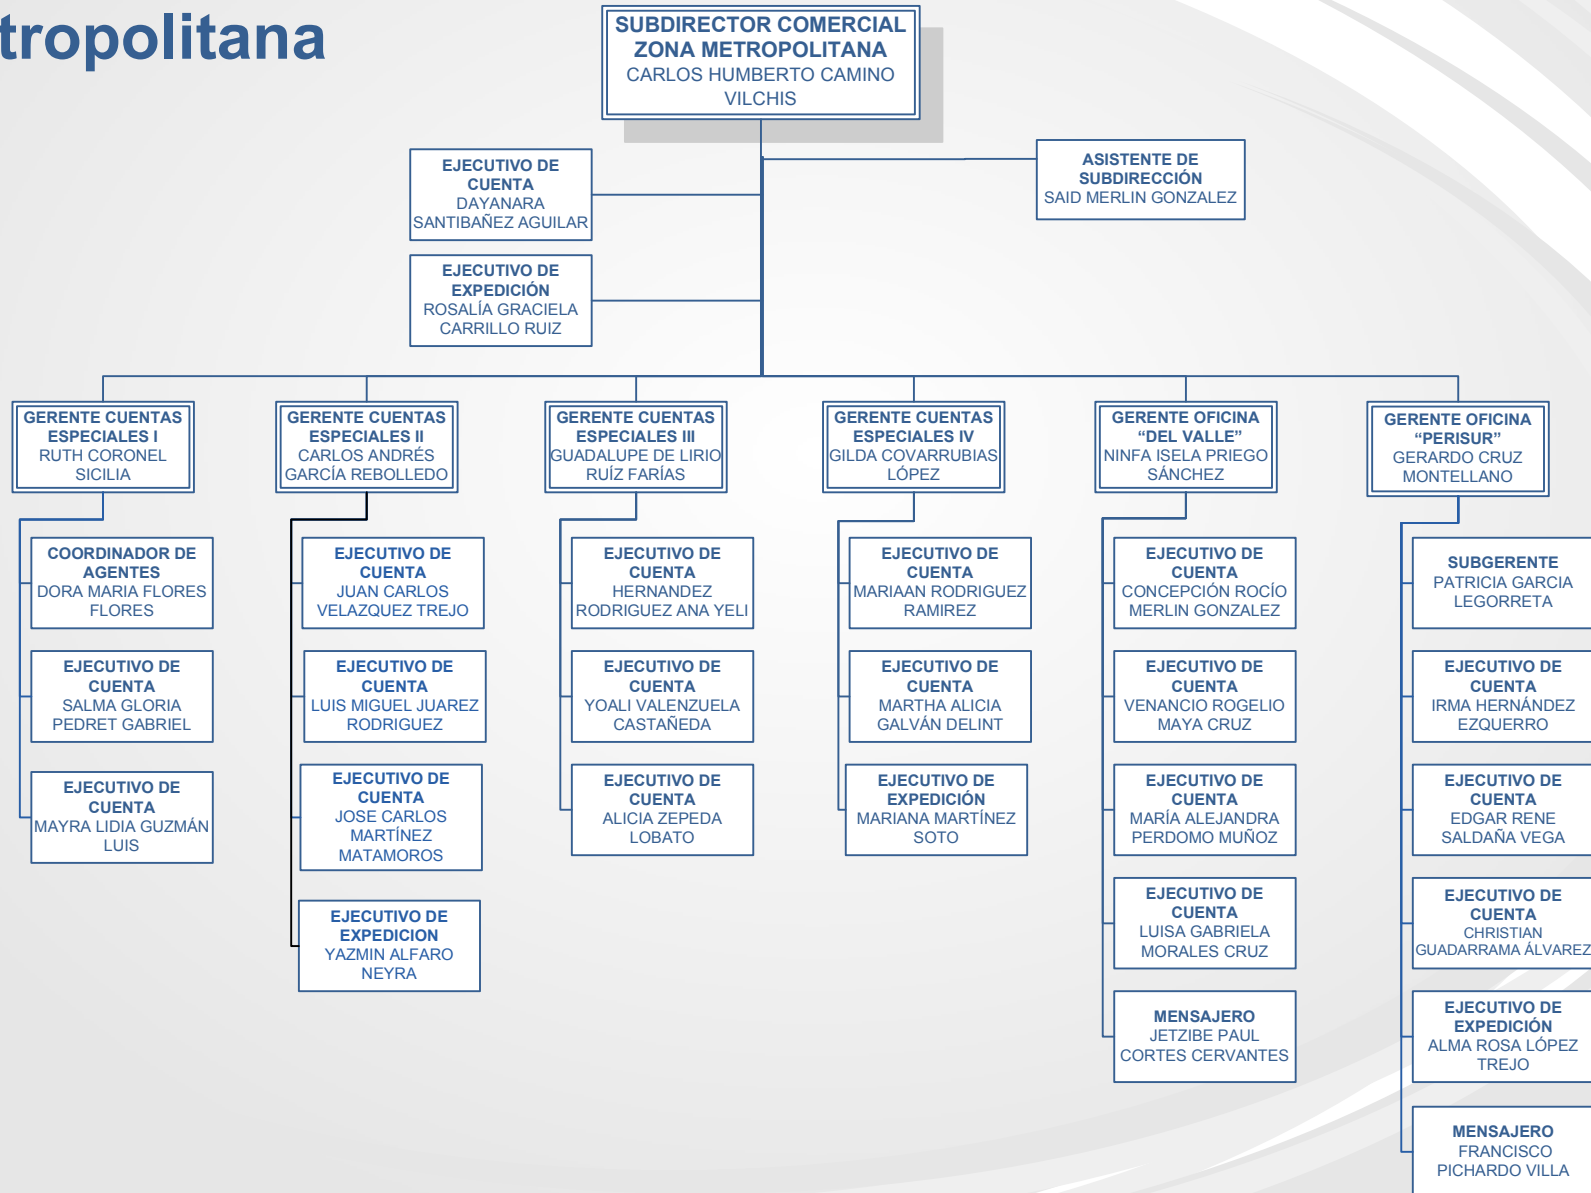 tropolitana
SUBDIRECTOR COMERCIAL
ZONA METROPOLITANA
CARLOS HUMBERTO CAMINO
VILCHIS
EJECUTIVO DE
CUENTA
DAYANARA
SANTIBAÑEZ AGUILAR
ASISTENTE DE
SUBDIRECCIÓN
SAID MERLIN GONZALEZ
EJECUTIVO DE
EXPEDICIÓN
ROSALÍA GRACIELA
CARRILLO RUIZ
GERENTE CUENTAS
ESPECIALES I
RUTH CORONEL
SICILIA
COORDINADOR DE
AGENTES
DORA MARIA FLORES
FLORES
EJECUTIVO DE
CUENTA
SALMA GLORIA
PEDRET GABRIEL
EJECUTIVO DE
CUENTA
MAYRA LIDIA GUZMÁN
LUIS
GERENTE CUENTAS
ESPECIALES II
CARLOS ANDRÉS
GARCÍA REBOLLEDO
EJECUTIVO DE
CUENTA
JUAN CARLOS
VELAZQUEZ TREJO
EJECUTIVO DE
CUENTA
LUIS MIGUEL JUAREZ
RODRIGUEZ
EJECUTIVO DE
CUENTA
JOSE CARLOS
MARTÍNEZ
MATAMOROS
EJECUTIVO DE
EXPEDICION
YAZMIN ALFARO
NEYRA
GERENTE CUENTAS
ESPECIALES III
GUADALUPE DE LIRIO
RUÍZ FARÍAS
EJECUTIVO DE
CUENTA
HERNANDEZ
RODRIGUEZ ANA YELI
EJECUTIVO DE
CUENTA
YOALI VALENZUELA
CASTAÑEDA
EJECUTIVO DE
CUENTA
ALICIA ZEPEDA
LOBATO
GERENTE CUENTAS
ESPECIALES IV
GILDA COVARRUBIAS
LÓPEZ
EJECUTIVO DE
CUENTA
MARIAAN RODRIGUEZ
RAMIREZ
EJECUTIVO DE
CUENTA
MARTHA ALICIA
GALVÁN DELINT
EJECUTIVO DE
EXPEDICIÓN
MARIANA MARTÍNEZ
SOTO
GERENTE OFICINA
“DEL VALLE”
NINFA ISELA PRIEGO
SÁNCHEZ
EJECUTIVO DE
CUENTA
CONCEPCIÓN ROCÍO
MERLIN GONZALEZ
EJECUTIVO DE
CUENTA
VENANCIO ROGELIO
MAYA CRUZ
EJECUTIVO DE
CUENTA
MARÍA ALEJANDRA
PERDOMO MUÑOZ
EJECUTIVO DE
CUENTA
LUISA GABRIELA
MORALES CRUZ
MENSAJERO
JETZIBE PAUL
CORTES CERVANTES
GERENTE OFICINA
“PERISUR”
GERARDO CRUZ
MONTELLANO
SUBGERENTE
PATRICIA GARCIA
LEGORRETA
EJECUTIVO DE
CUENTA
IRMA HERNÁNDEZ
EZQUERRO
EJECUTIVO DE
CUENTA
EDGAR RENE
SALDAÑA VEGA
EJECUTIVO DE
CUENTA
CHRISTIAN
GUADARRAMA ÁLVAREZ
EJECUTIVO DE
EXPEDICIÓN
ALMA ROSA LÓPEZ
TREJO
MENSAJERO
FRANCISCO
PICHARDO VILLA